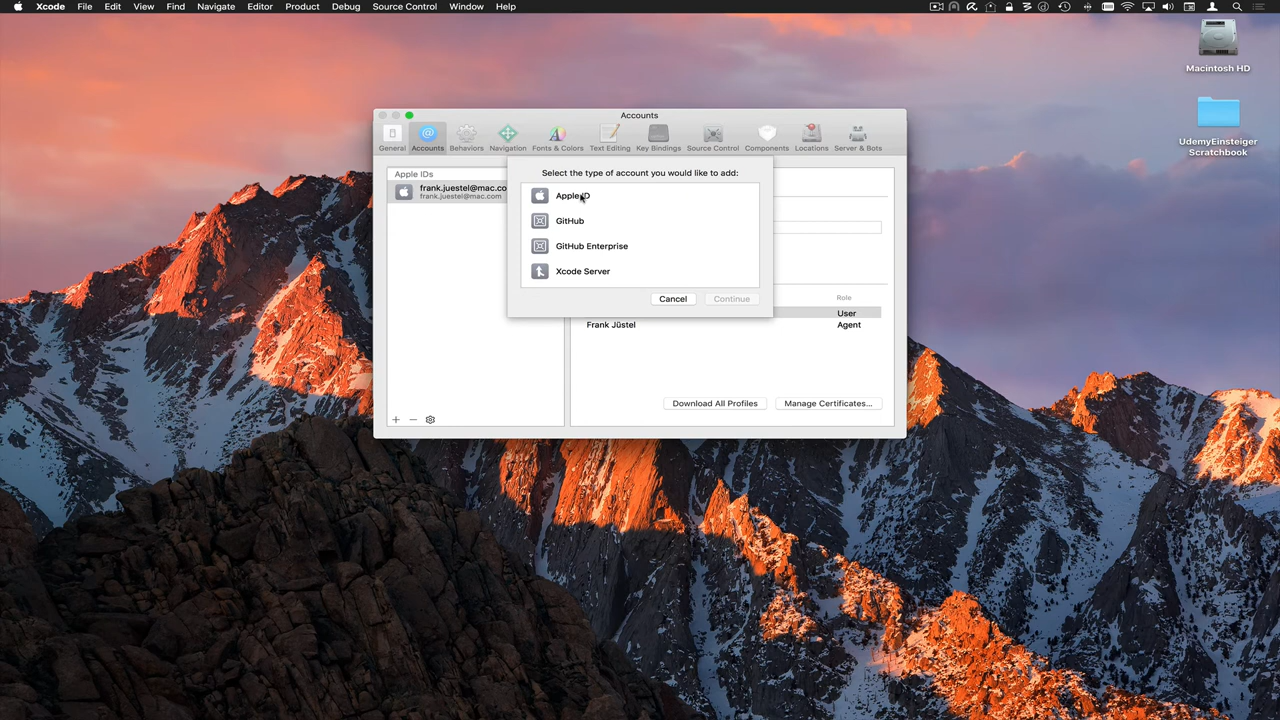 Xcode File Edit View Find Navigate Editor Product Debug Source Control Window Help
Macintosh HD
UdemyEinsteiger
Scratchbook
Accounts
General Accounts Behaviors Navigation Fonts & Colors Text Editing Key Bindings Source Control Components Locations Server & Bots
Apple IDs
frank.juestel@mac.co
frank.juestel@mac.com
Select the type of account you would like to add:
Apple ID
GitHub
GitHub Enterprise
Xcode Server
Cancel Continue
Role
User
Frank Jüstel Agent
Download All Profiles Manage Certificates...